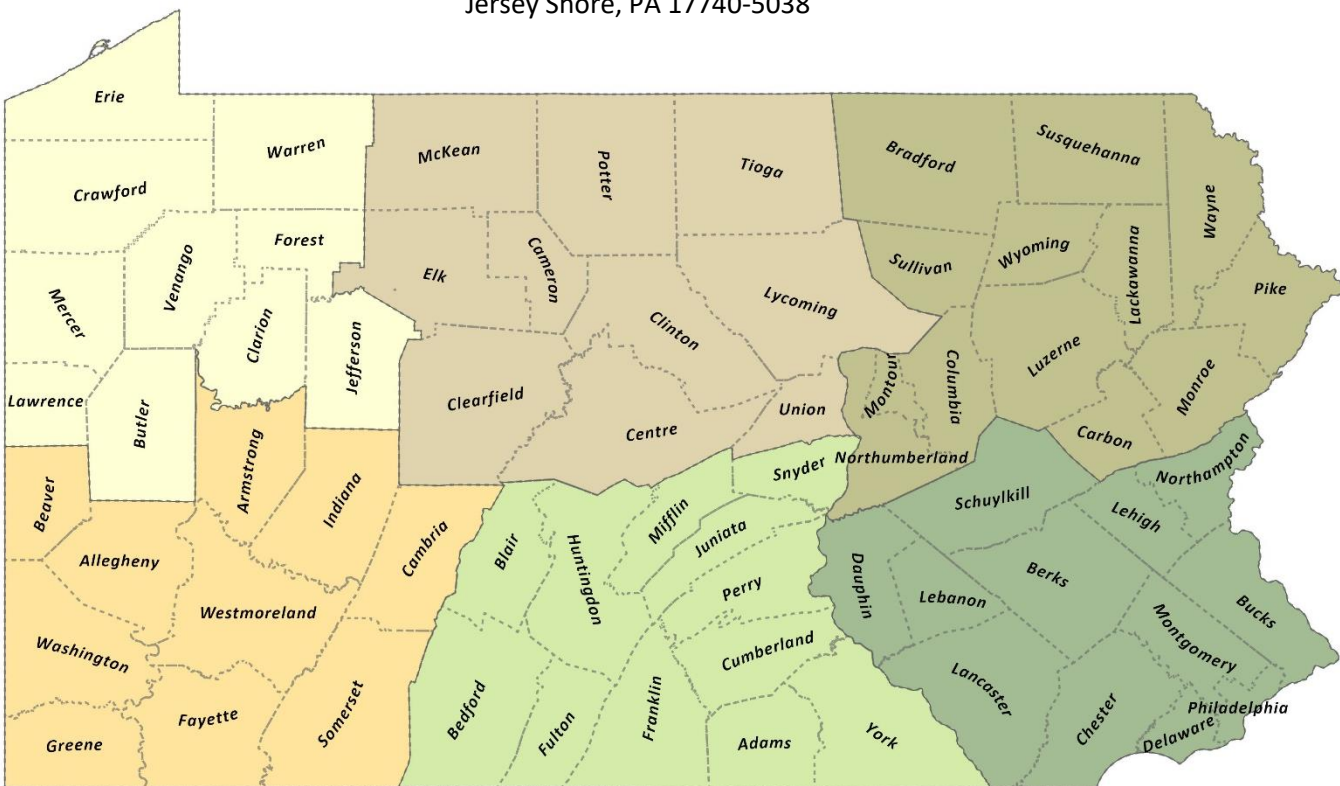 Jersey Shore, PA 17740-5038
Erie
Warren
McKean
Potter
Tioga
Bradford
Susquehanna
Wayne
Crawford
Forest
Venango
Elk
Cameron
Sullivan
Wyoming
Lackawanna
Pike
Mercer
Clarion
Jefferson
Clinton
Lycoming
Luzerne
Monroe
Lawrence
Butler
Clearfield
Centre
Union
Montour
Columbia
Carbon
Northumberland
Northampton
Beaver
Armstrong
Indiana
Cambria
Snyder
Mifflin
Juniata
Schuylkill
Lehigh
Allegheny
Blair
Huntingdon
Perry
Dauphin
Lebanon
Berks
Bucks
Westmoreland
Washington
Cumberland
Montgomery
Lancaster
Greene
Fayette
Somerset
Bedford
Fulton
Franklin
Adams
York
Chester
Delaware
Philadelphia